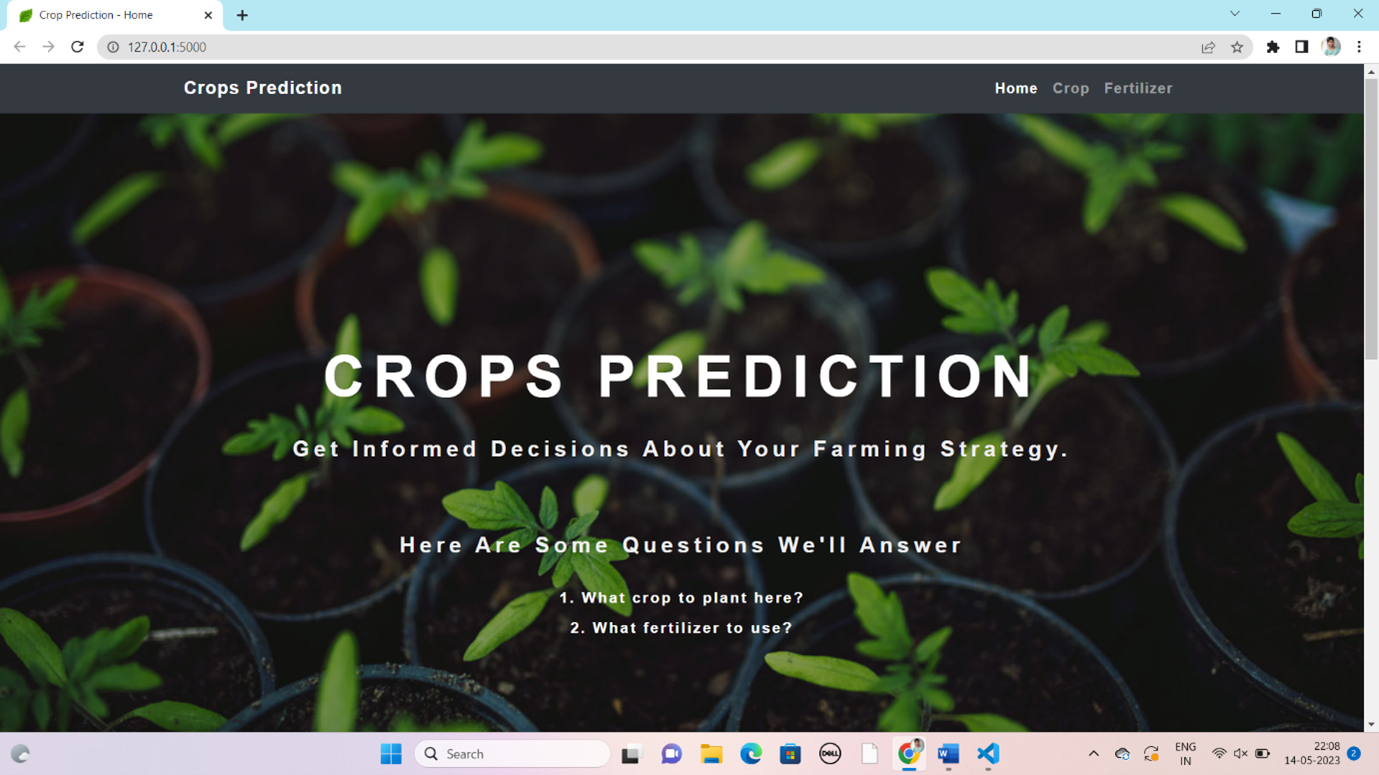 Crop Prediction - Home
127.0.0.1:5000
Crops Prediction
Home Crop Fertilizer
CROPS PREDICTION
Get Informed Decisions About Your Farming Strategy.
Here Are Some Questions We'll Answer
1. What crop to plant here?
2. What fertilizer to use?
Search
DELL
W
ENG
IN
22:08
14-05-2023
2